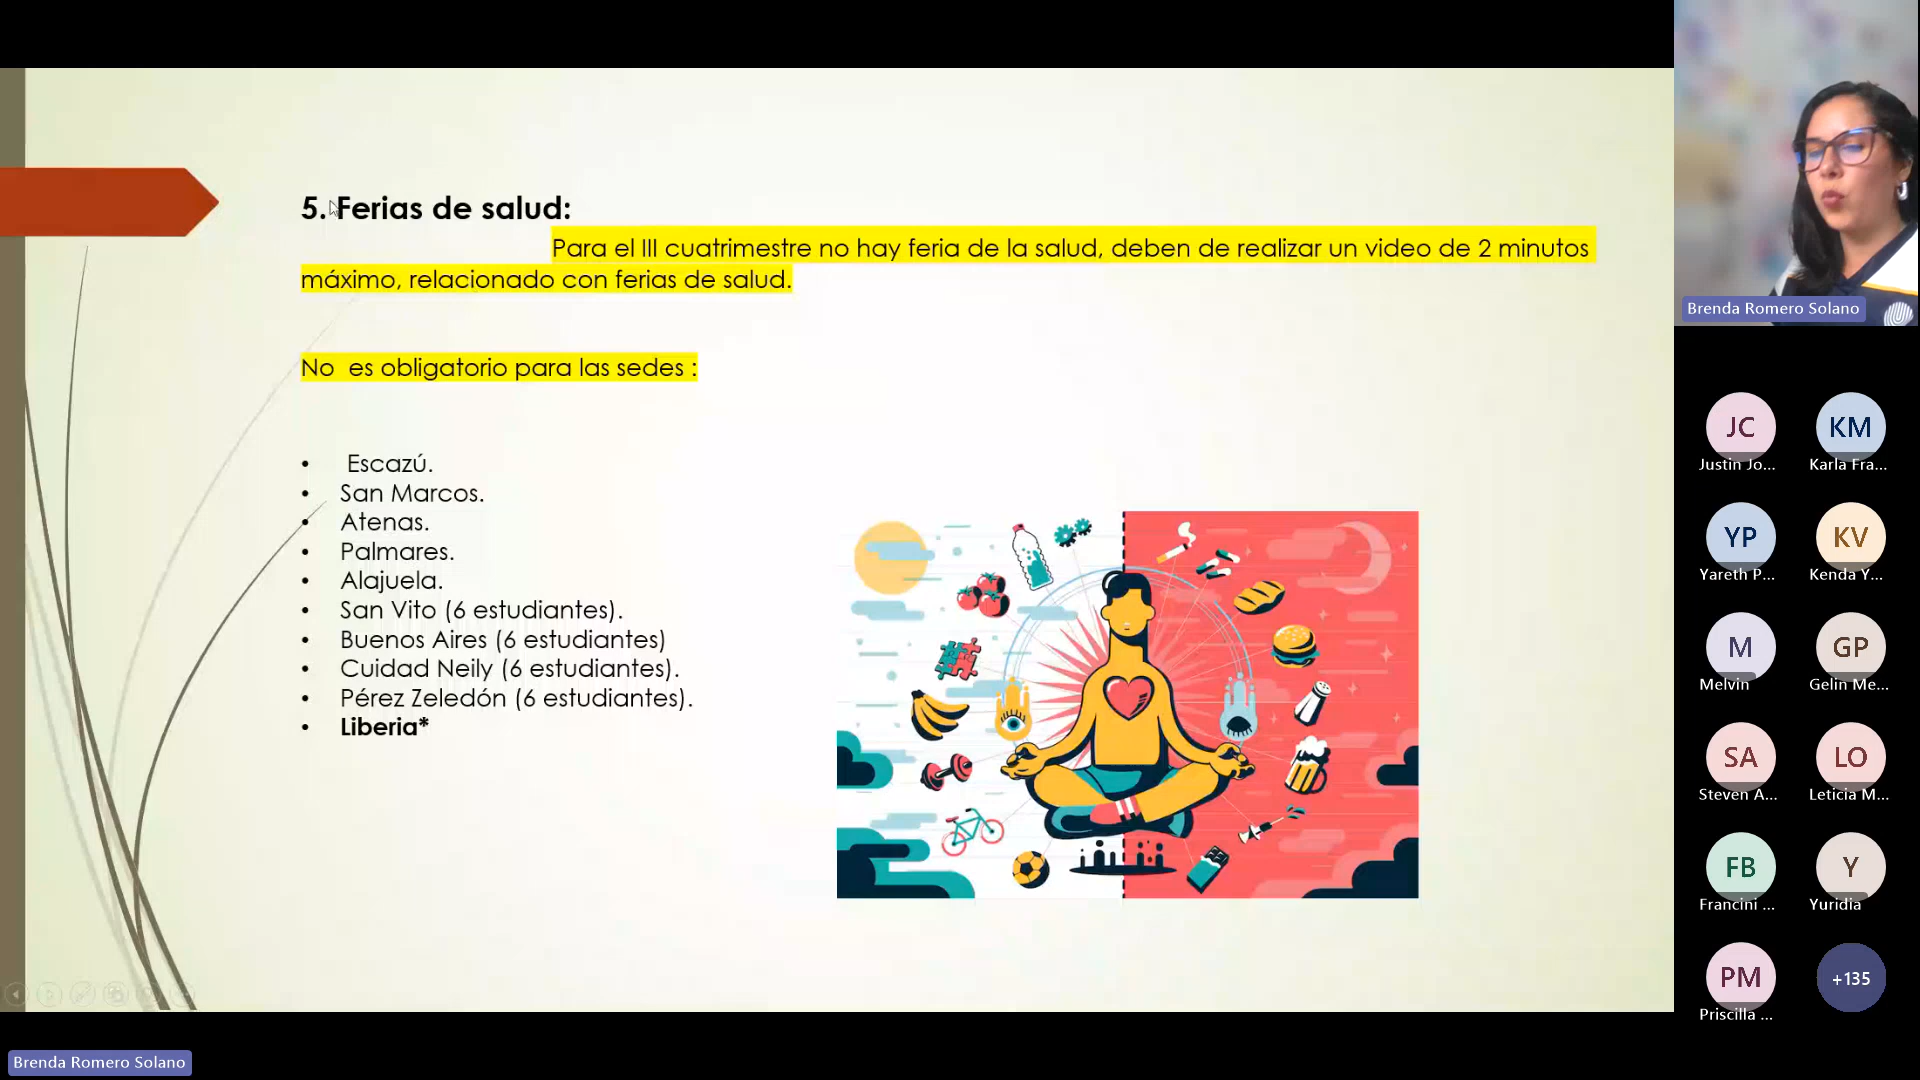 5. Ferias de salud:
Para el III cuatrimestre no hay feria de la salud, deben de realizar un video de 2 minutos
máximo, relacionado con ferias de salud.
No es obligatorio para las sedes :
• Escazú.
• San Marcos.
• Atenas.
• Palmares.
• Alajuela.
• San Vito (6 estudiantes).
• Buenos Aires (6 estudiantes)
• Cuidad Neily (6 estudiantes).
• Pérez Zeledón (6 estudiantes).
• Liberia*
Brenda Romero Solano
JC KM
Justin Jo... Karla Fra...
YP KV
Yareth P... Kenda Y...
M GP
Melvin Gelin Me...
SA LO
Steven A... Leticia M...
FB Y
Francini ... Yuridia
PM +135
Priscilla ...
Brenda Romero Solano